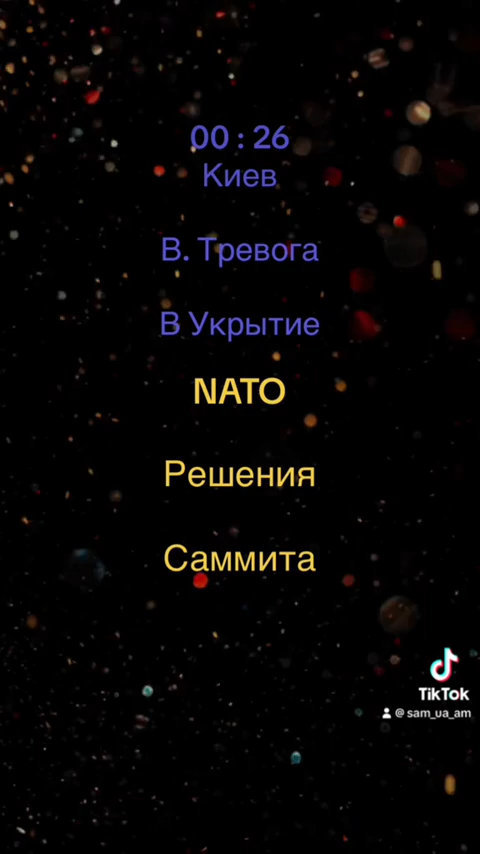 00 : 26
Киев
В. Тревога
В Укрытие
NATO
Решения
Саммита
TikTok
@ sam_ua_am